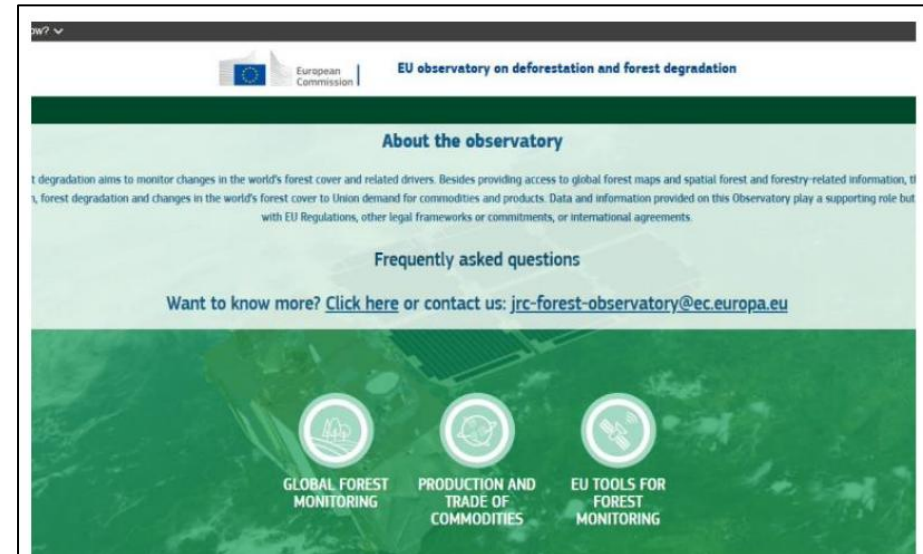 ow?
European
Commission
EU observatory on deforestation and forest degradation
About the observatory
t degradation aims to monitor changes in the world's forest cover and related drivers. Besides providing access to global forest maps and spatial forest and forestry-related information, tl
n, forest degradation and changes in the world's forest cover to Union demand for commodities and products. Data and information provided on this Observatory play a supporting role but
with EU Regulations, other legal frameworks or commitments, or international agreements.
Frequently asked questions
Want to know more? Click here or contact us: jrc-forest-observatory@ec.europa.eu
GLOBAL FOREST
MONITORING
PRODUCTION AND
TRADE OF
COMMODITIES
EU TOOLS FOR
FOREST
MONITORING